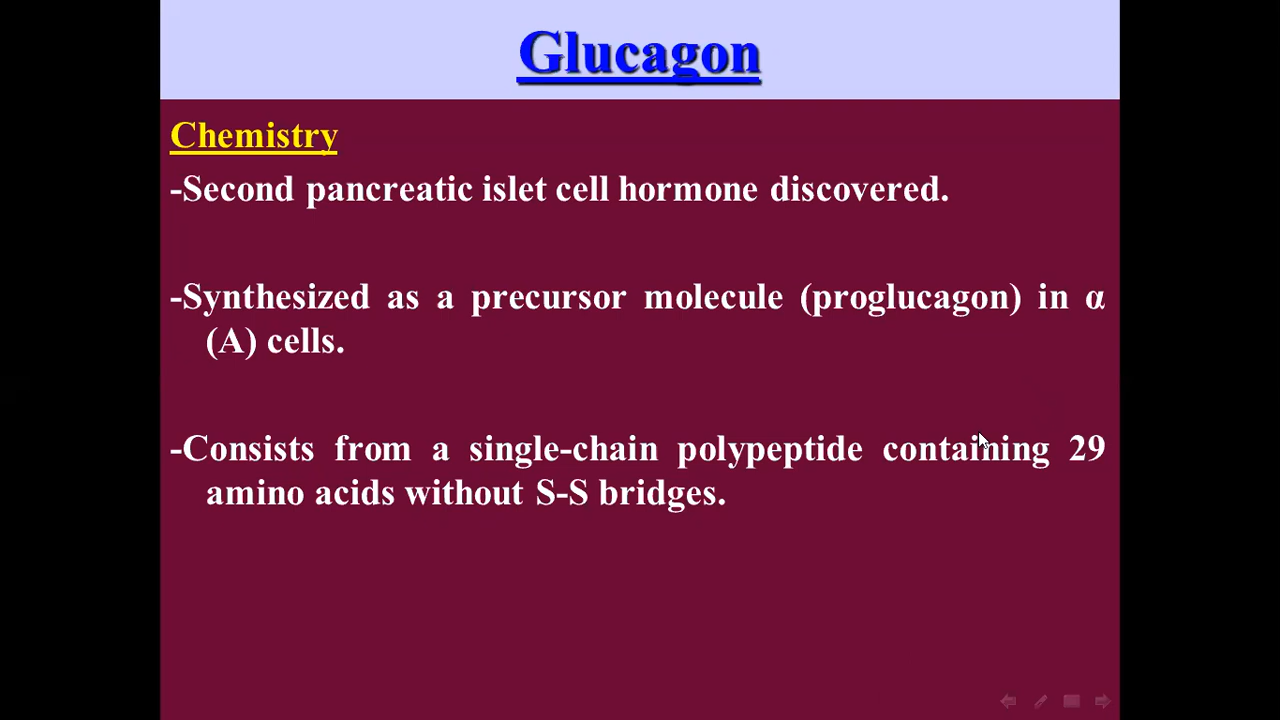 Glucagon
Chemistry
-Second pancreatic islet cell hormone discovered.
-Synthesized as a precursor molecule (proglucagon) in α
(A) cells.
-Consists from a single-chain polypeptide containing 29
amino acids without S-S bridges.